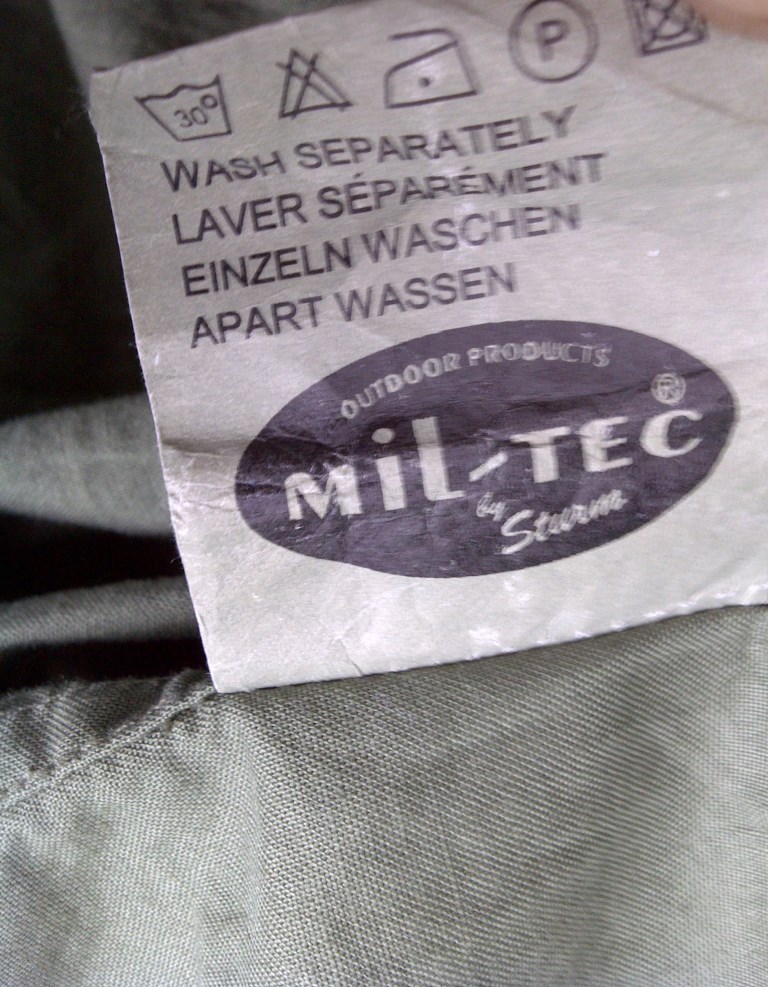 30°
P
WASH SEPARATELY
LAVER SÉPARÉMENT
EINZELN WASCHEN
APART WASSEN
OUTDOOR PRODUCTS
®
MiL-TEC
by Sturm